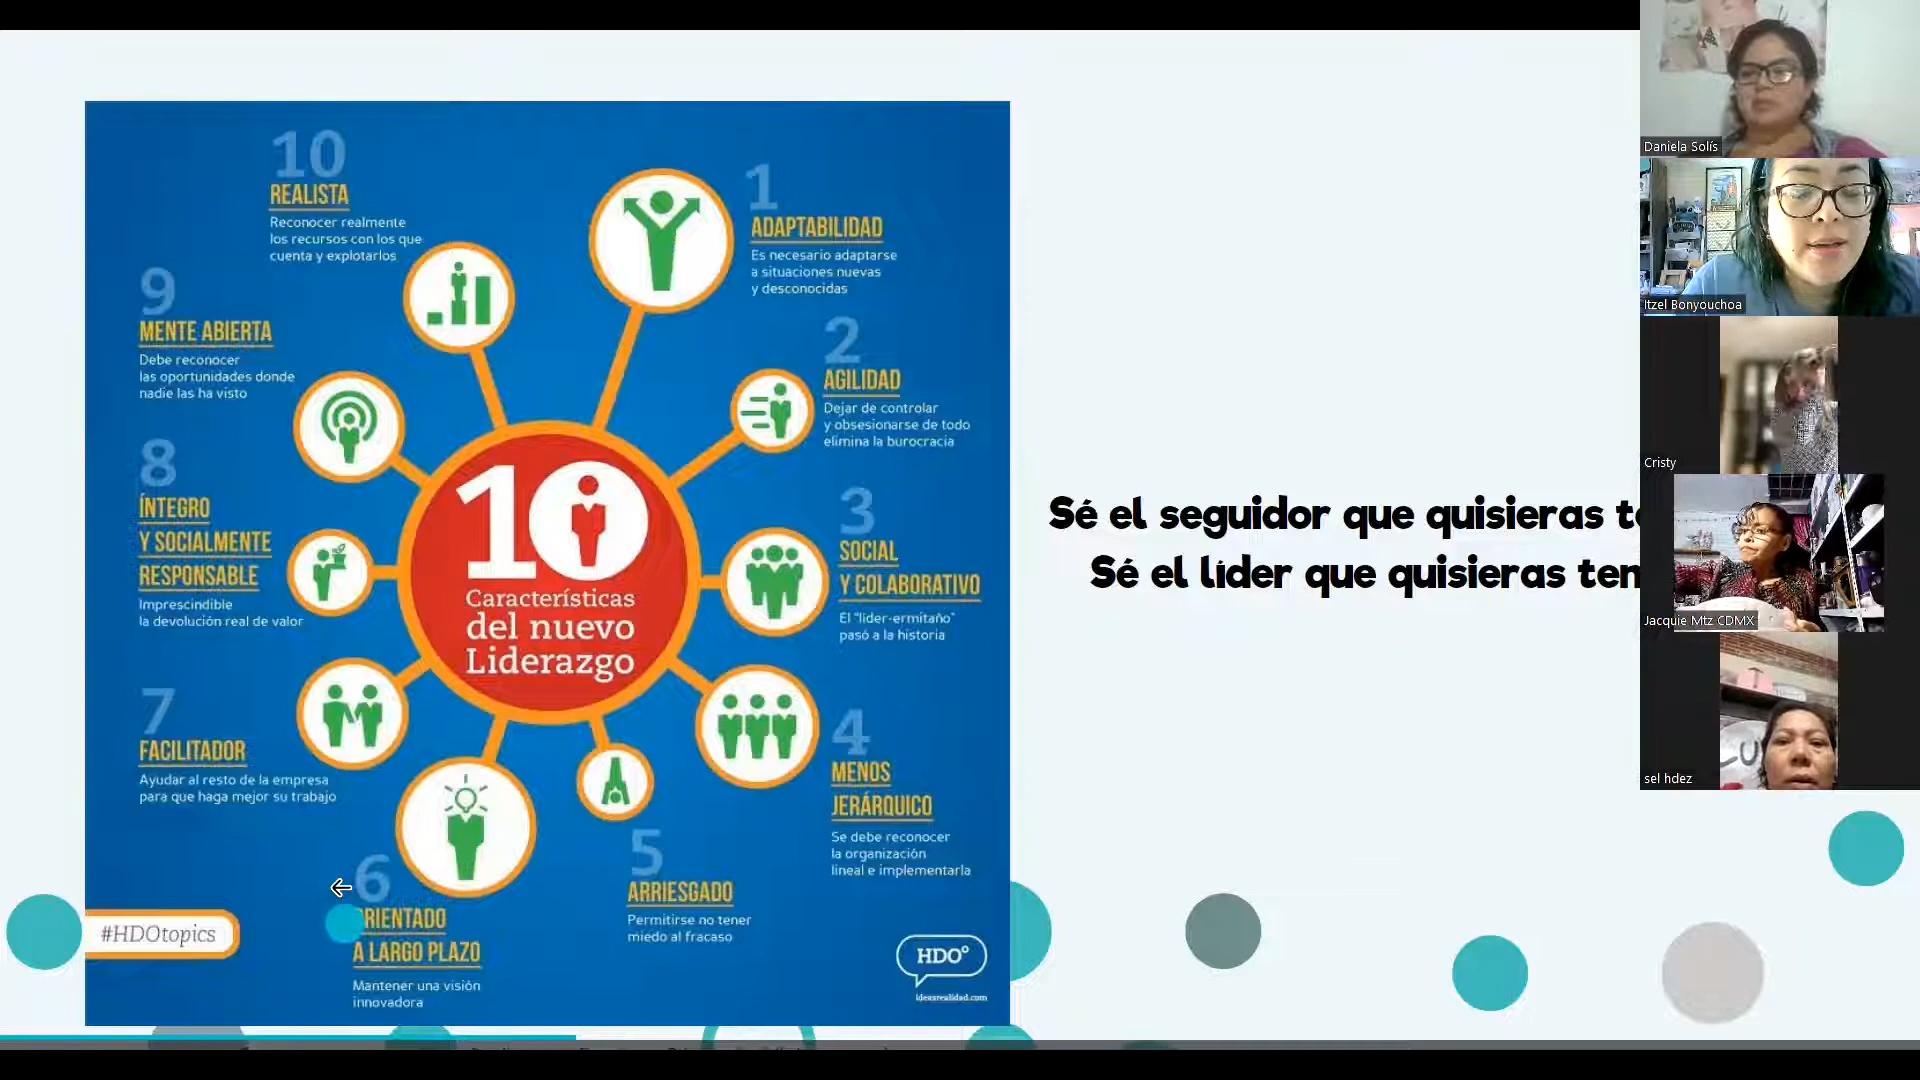 10
REALISTA
Reconocer realmente
los recursos con los que
cuenta y explotarlos
1
ADAPTABILIDAD
Es necesario adaptarse
a situaciones nuevas
y desconocidas
9
MENTE ABIERTA
Debe reconocer
las oportunidades donde
nadie las ha visto
2
AGILIDAD
Dejar de controlar
y obsesionarse de todo
elimina la burocracia
8
ÍNTEGRO
Y SOCIALMENTE
RESPONSABLE
Imprescindible
la devolución real de valor
10
Características
del nuevo
Liderazgo
3
SOCIAL
Y COLABORATIVO
El "líder-ermitaño"
pasó a la historia
7
FACILITADOR
Ayudar al resto de la empresa
para que haga mejor su trabajo
4
MENOS
JERÁRQUICO
Se debe reconocer
la organización
lineal e implementarla
6
RIENTADO
A LARGO PLAZO
Mantener una visión
innovadora
5
ARRIESGADO
Permitirse no tener
miedo al fracaso
#HDOtopics
HDO°
ideasrealidad.com
Sé el seguidor que quisieras
Sé el líder que quisieras ten
Daniela Solís
Itzel Bonyouchoa
Cristy
Jacquie Mtz CDMX
sel hdez